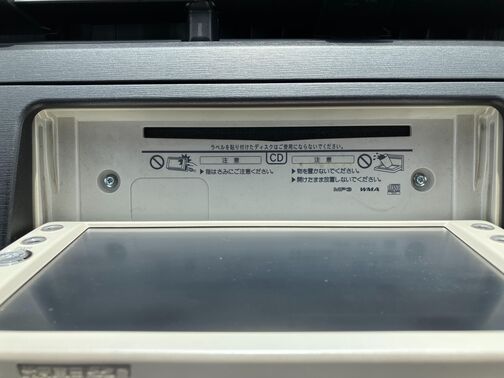 ラベルを貼り付けたディスクはご使用にならないでください。
注意 CD 注意
▶指はさみにご注意ください。 ▶物を置かないでください。
▶開けたまま放置しないでください。
MP3 WMA